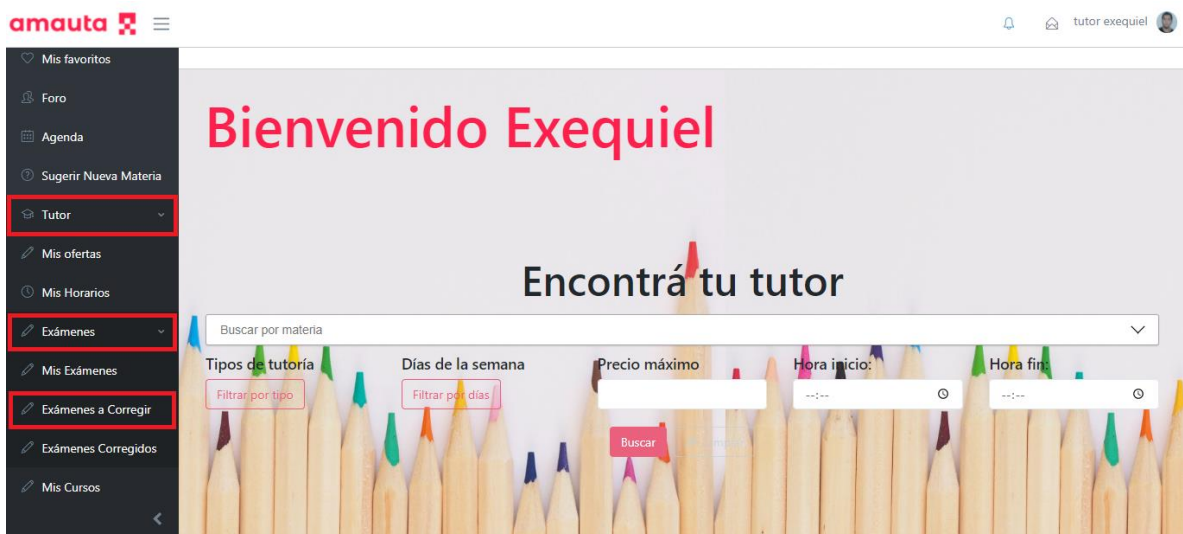 amauta
tutor exequiel
Mis favoritos
Foro
Agenda
Sugerir Nueva Materia
Tutor
Mis ofertas
Mis Horarios
Exámenes
Mis Exámenes
Exámenes a Corregir
Exámenes Corregidos
Mis Cursos
Bienvenido Exequiel
Encontrá tu tutor
Buscar por materia
Tipos de tutoría Días de la semana Precio máximo Hora inicio: Hora fin:
Filtrar por tipo Filtrar por días --:-- --:--
Buscar